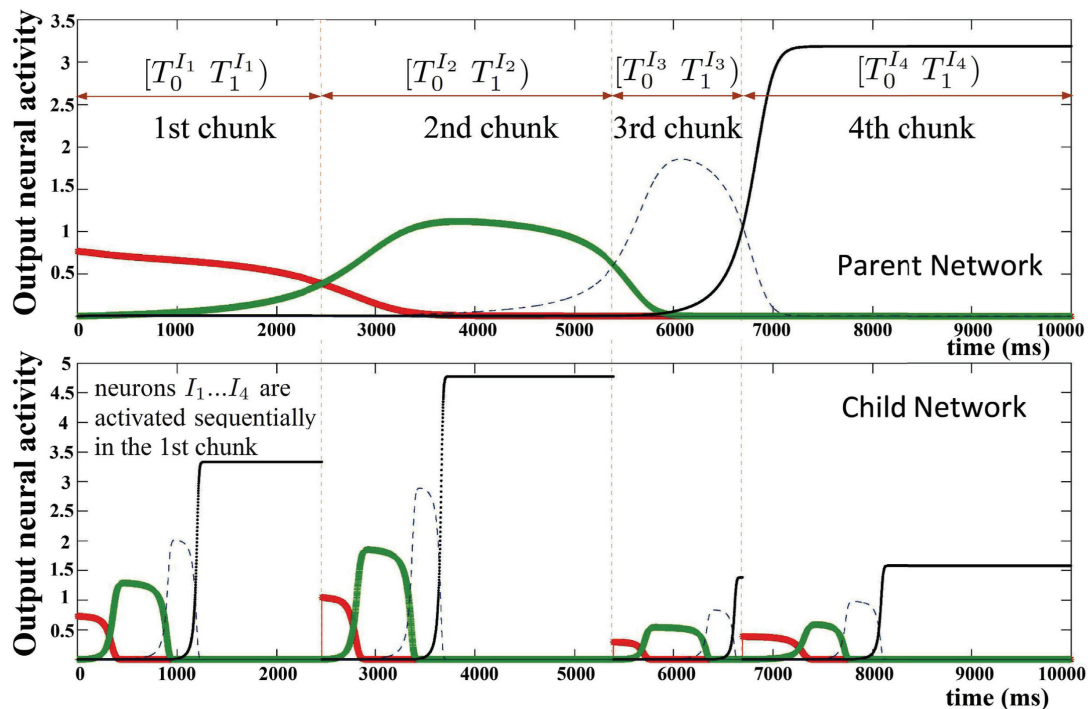 Output neural activity
3.5
3
2.5
2
1.5
1
0.5
[T_0^{I_1} T_1^{I_1})
[T_0^{I_2} T_1^{I_2})
[T_0^{I_3} T_1^{I_3})
[T_0^{I_4} T_1^{I_4})
1st chunk
2nd chunk
3rd chunk
4th chunk
Parent Network
0 1000 2000 3000 4000 5000 6000 7000 8000 9000 10000
time (ms)
Output neural activity
5
4.5
4
3.5
3
2.5
2
1.5
1
0.5
neurons I_1...I_4 are
activated sequentially
in the 1st chunk
Child Network
0 1000 2000 3000 4000 5000 6000 7000 8000 9000 10000
time (ms)